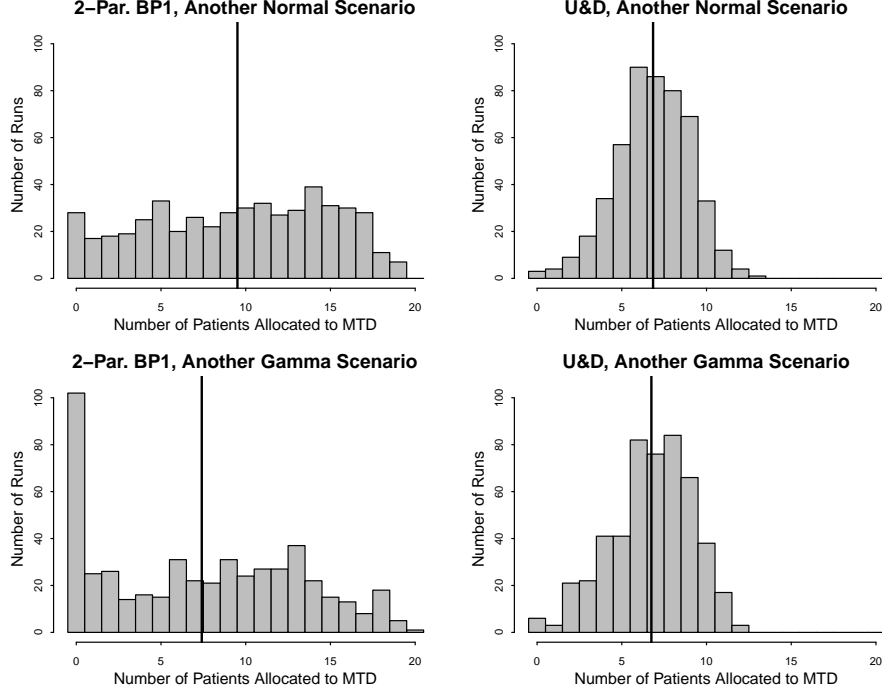 2−Par. BP1, Another Normal Scenario
Number of Runs
0 20 40 60 80 100
0 5 10 15 20
Number of Patients Allocated to MTD
U&D, Another Normal Scenario
Number of Runs
0 20 40 60 80 100
0 5 10 15 20
Number of Patients Allocated to MTD
2−Par. BP1, Another Gamma Scenario
Number of Runs
0 20 40 60 80 100
0 5 10 15 20
Number of Patients Allocated to MTD
U&D, Another Gamma Scenario
Number of Runs
0 20 40 60 80 100
0 5 10 15 20
Number of Patients Allocated to MTD